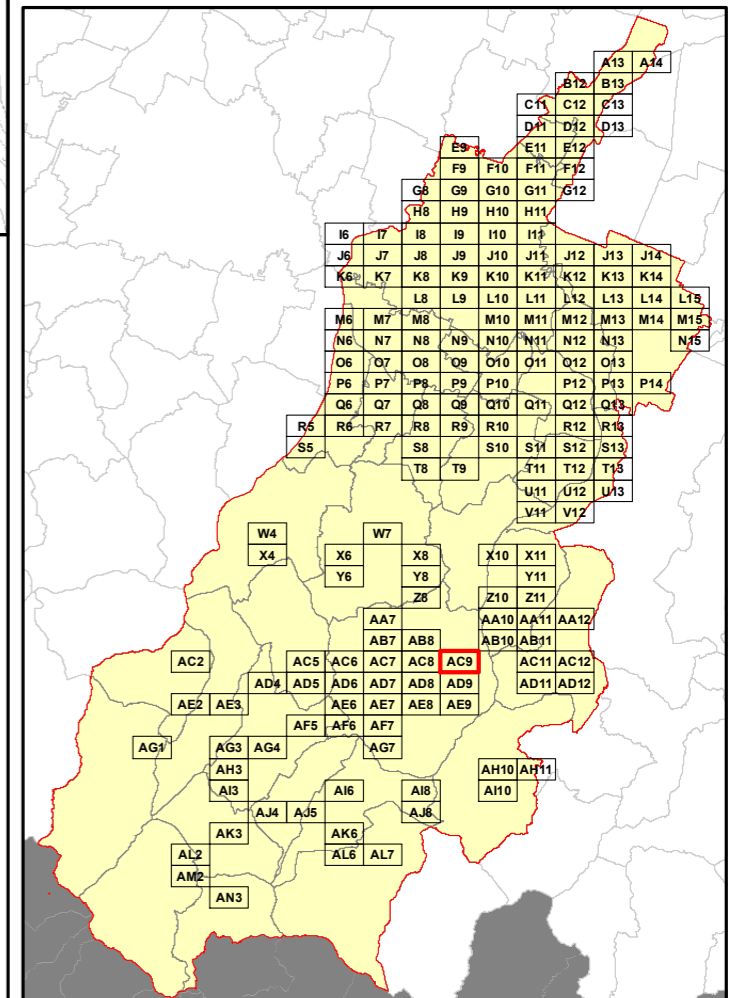 A13 A14
B12 B13
C11 C12 C13
D11 D12 D13
E9 E11 E12
F9 F10 F11 F12
G8 G9 G10 G11 G12
H8 H9 H10 H11
I6 I7 I8 I9 I10 I11
J6 J7 J8 J9 J10 J11 J12 J13 J14
K6 K7 K8 K9 K10 K11 K12 K13 K14
L8 L9 L10 L11 L12 L13 L14 L15
M6 M7 M8 M10 M11 M12 M13 M14 M15
N6 N7 N8 N9 N10 N11 N12 N13 N15
O6 O7 O8 O9 O10 O11 O12 O13
P6 P7 P8 P9 P10 P12 P13 P14
Q6 Q7 Q8 Q9 Q10 Q11 Q12 Q13
R5 R6 R7 R8 R9 R10 R12 R13
S5 S8 S10 S11 S12 S13
T8 T9 T11 T12 T13
U11 U12 U13
V11 V12
W4 W7
X4 X6 X8 X10 X11
Y6 Y8 Y11
Z8 Z10 Z11
AA7 AA10 AA11 AA12
AB7 AB8 AB10 AB11
AC2 AC5 AC6 AC7 AC8 AC9 AC11 AC12
AD4 AD5 AD6 AD7 AD8 AD9 AD11 AD12
AE2 AE3 AE6 AE7 AE8 AE9
AF5 AF6 AF7
AG1 AG3 AG4 AG7
AH3 AH10 AH11
AI3 AI6 AI8 AI10
AJ4 AJ5 AJ8
AK3 AK6
AL2 AL6 AL7
AM2
AN3